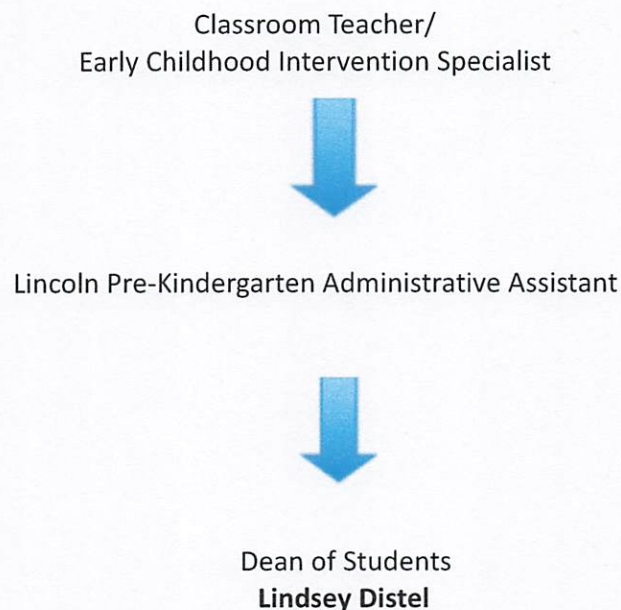 Classroom Teacher/
Early Childhood Intervention Specialist
Lincoln Pre-Kindergarten Administrative Assistant
Dean of Students
Lindsey Distel